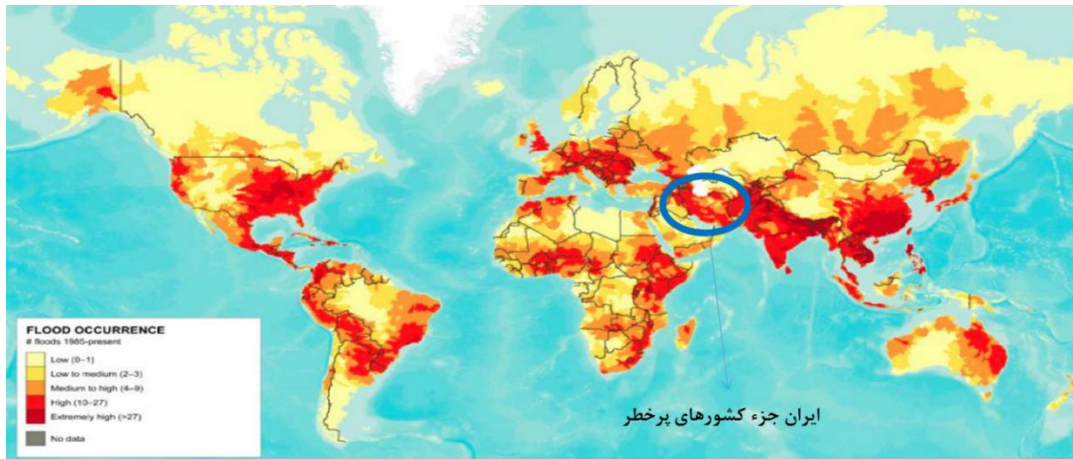 FLOOD OCCURRENCE
# floods 1985-present
Low (0–1)
Low to medium (2–3)
Medium to high (4–9)
High (10–27)
Extremely high (>27)
No data
ایران جزء کشورهای پرخطر